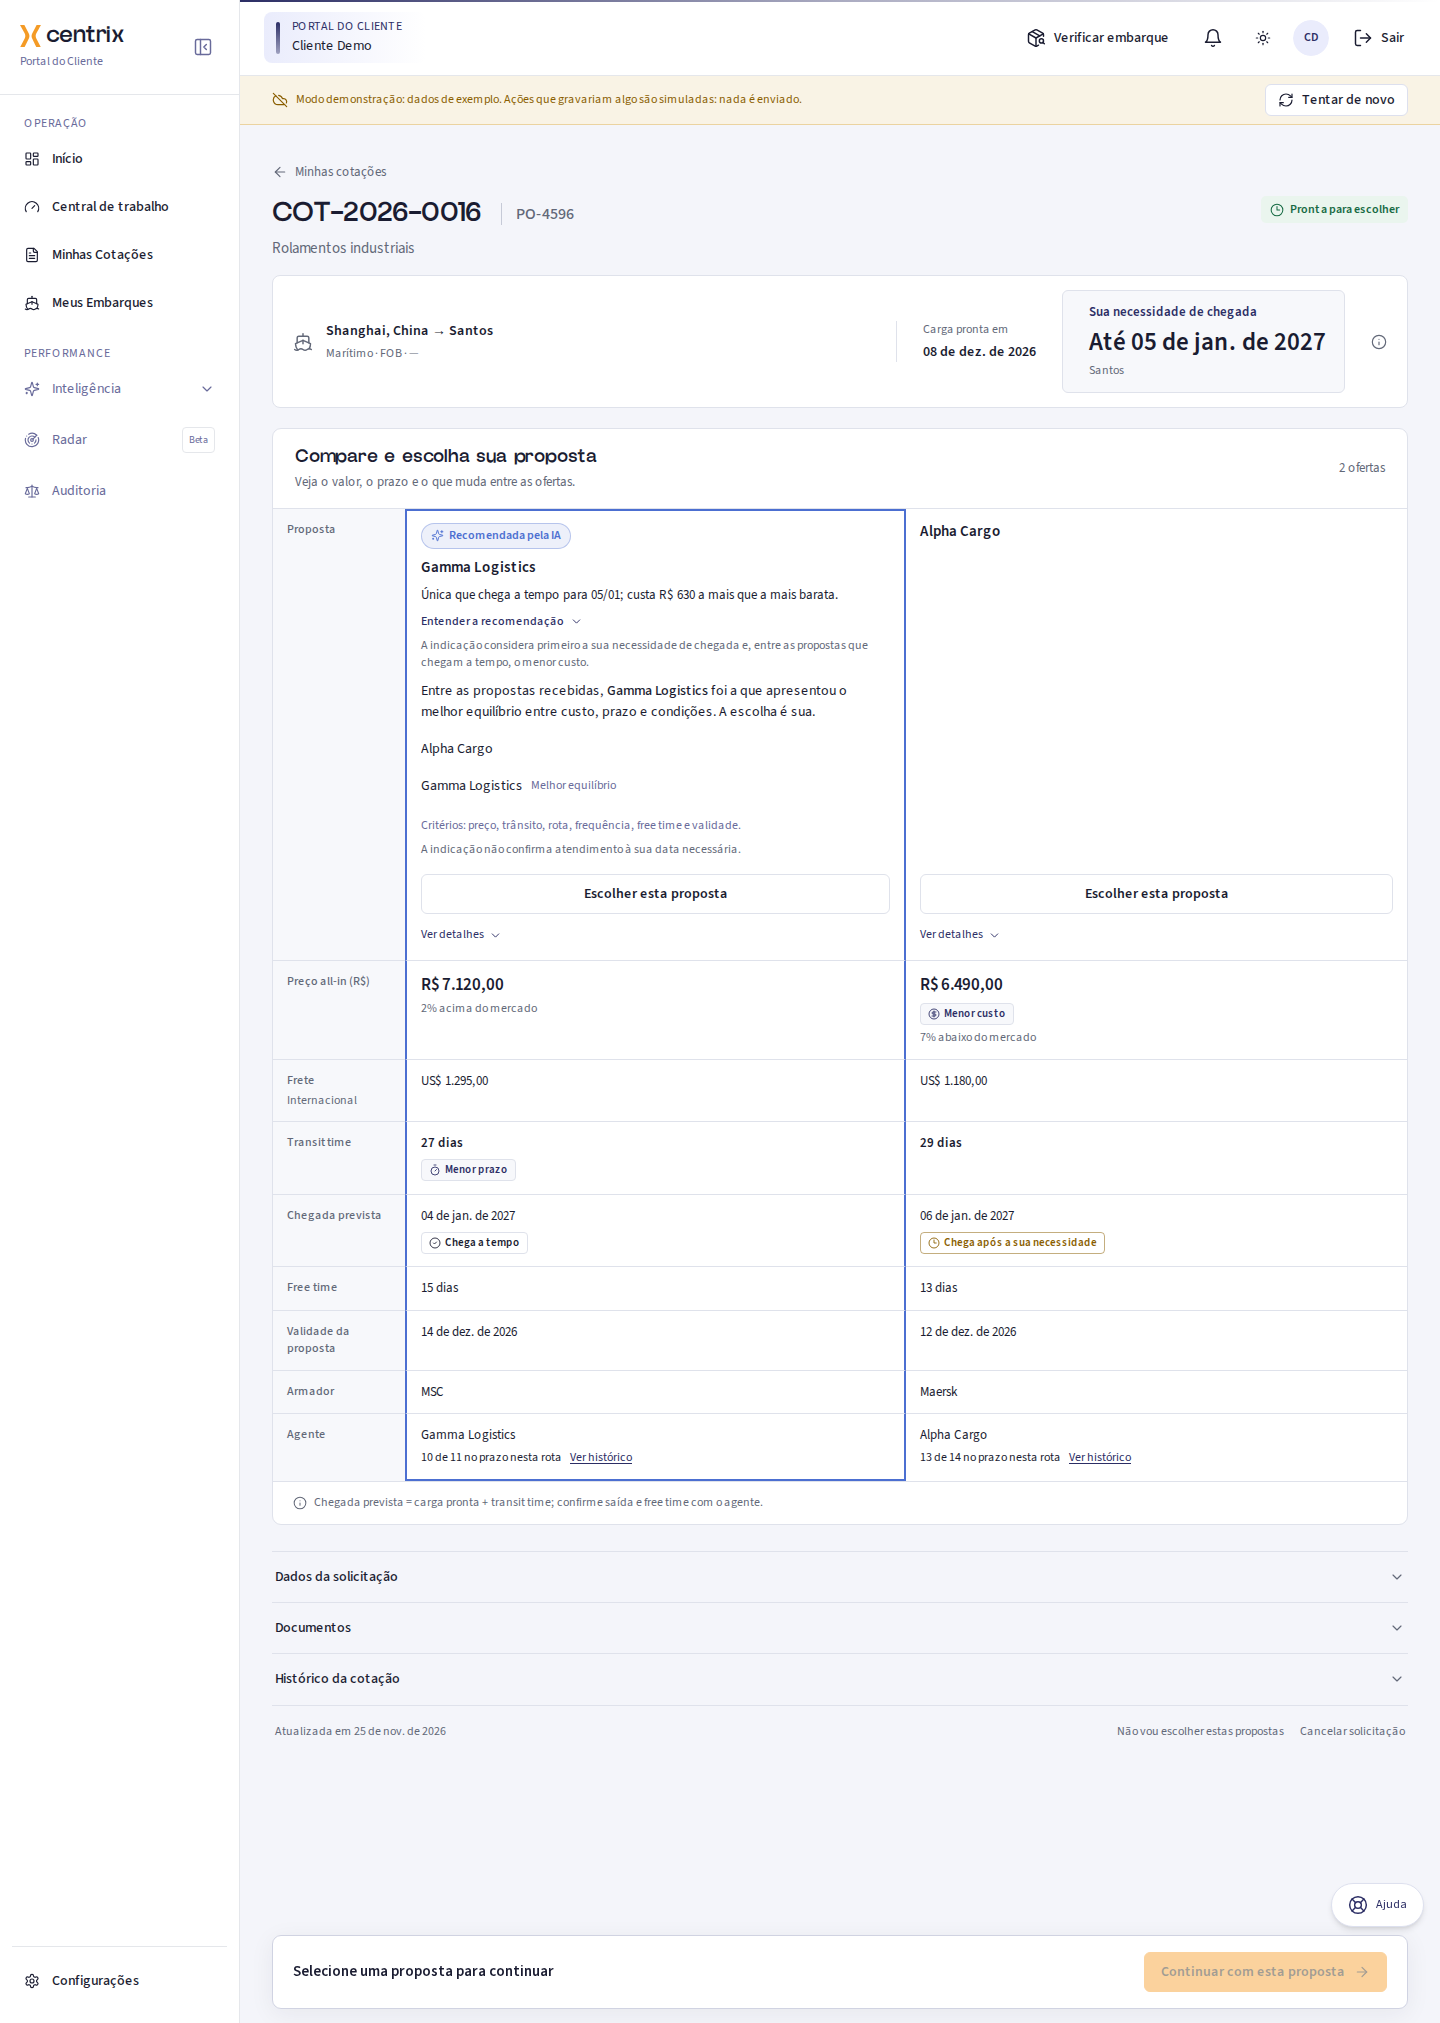 centrix
Portal do Cliente
OPERAÇÃO
Início
Central de trabalho
Minhas Cotações
Meus Embarques
PERFORMANCE
Inteligência
Radar
Beta
Auditoria
Configurações
PORTAL DO CLIENTE
Cliente Demo
Verificar embarque
CD
Sair
Modo demonstração: dados de exemplo. Ações que gravariam algo são simuladas: nada é enviado.
Tentar de novo
Minhas cotações
COT-2026-0016
PO-4596
Pronta para escolher
Rolamentos industriais
Shanghai, China → Santos
Marítimo · FOB · —
Carga pronta em
08 de dez. de 2026
Sua necessidade de chegada
Até 05 de jan. de 2027
Santos
Compare e escolha sua proposta
Veja o valor, o prazo e o que muda entre as ofertas.
2 ofertas
Proposta
Recomendada pela IA
Gamma Logistics
Única que chega a tempo para 05/01; custa R$ 630 a mais que a mais barata.
Entender a recomendação
A indicação considera primeiro a sua necessidade de chegada e, entre as propostas que
chegam a tempo, o menor custo.
Entre as propostas recebidas, Gamma Logistics foi a que apresentou o
melhor equilíbrio entre custo, prazo e condições. A escolha é sua.
Alpha Cargo
Gamma Logistics Melhor equilíbrio
Critérios: preço, trânsito, rota, frequência, free time e validade.
A indicação não confirma atendimento à sua data necessária.
Escolher esta proposta
Ver detalhes
Alpha Cargo
Escolher esta proposta
Ver detalhes
Preço all-in (R$)
R$ 7.120,00
2% acima do mercado
R$ 6.490,00
Menor custo
7% abaixo do mercado
Frete
Internacional
US$ 1.295,00
US$ 1.180,00
Transit time
27 dias
Menor prazo
29 dias
Chegada prevista
04 de jan. de 2027
Chega a tempo
06 de jan. de 2027
Chega após a sua necessidade
Free time
15 dias
13 dias
Validade da
proposta
14 de dez. de 2026
12 de dez. de 2026
Armador
MSC
Maersk
Agente
Gamma Logistics
10 de 11 no prazo nesta rota Ver histórico
Alpha Cargo
13 de 14 no prazo nesta rota Ver histórico
Chegada prevista = carga pronta + transit time; confirme saída e free time com o agente.
Dados da solicitação
Documentos
Histórico da cotação
Atualizada em 25 de nov. de 2026
Não vou escolher estas propostas
Cancelar solicitação
Ajuda
Selecione uma proposta para continuar
Continuar com esta proposta